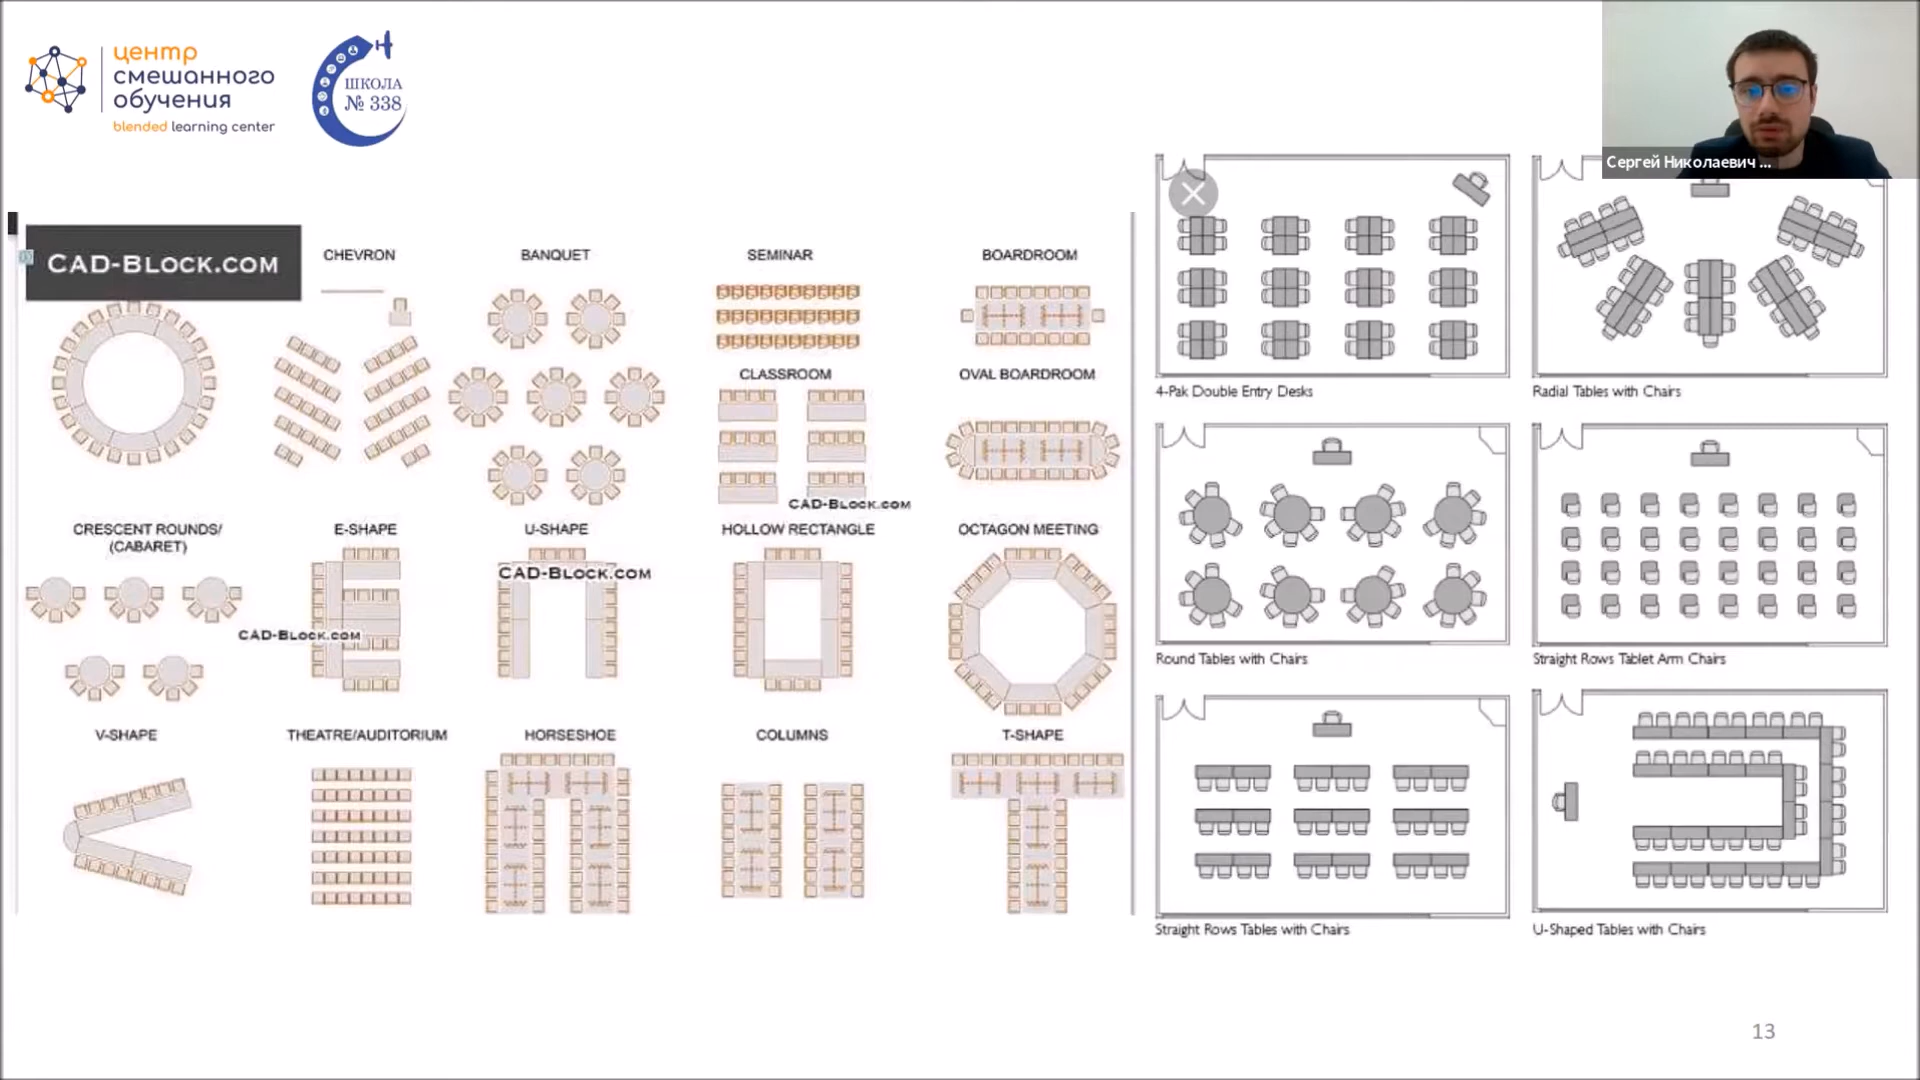 центр
смешанного
обучения
blended learning center
ШКОЛА
№ 338
Сергей Николаевич ...
CAD-BLOCK.COM
CHEVRON
BANQUET
SEMINAR
BOARDROOM
CLASSROOM
OVAL BOARDROOM
CAD-BLOCK.COM
CRESCENT ROUNDS/
(CABARET)
E-SHAPE
U-SHAPE
HOLLOW RECTANGLE
OCTAGON MEETING
CAD-BLOCK.COM
CAD-BLOCK.COM
V-SHAPE
THEATRE/AUDITORIUM
HORSESHOE
COLUMNS
T-SHAPE
4-Pak Double Entry Desks
Radial Tables with Chairs
Round Tables with Chairs
Straight Rows Tablet Arm Chairs
Straight Rows Tables with Chairs
U-Shaped Tables with Chairs
13